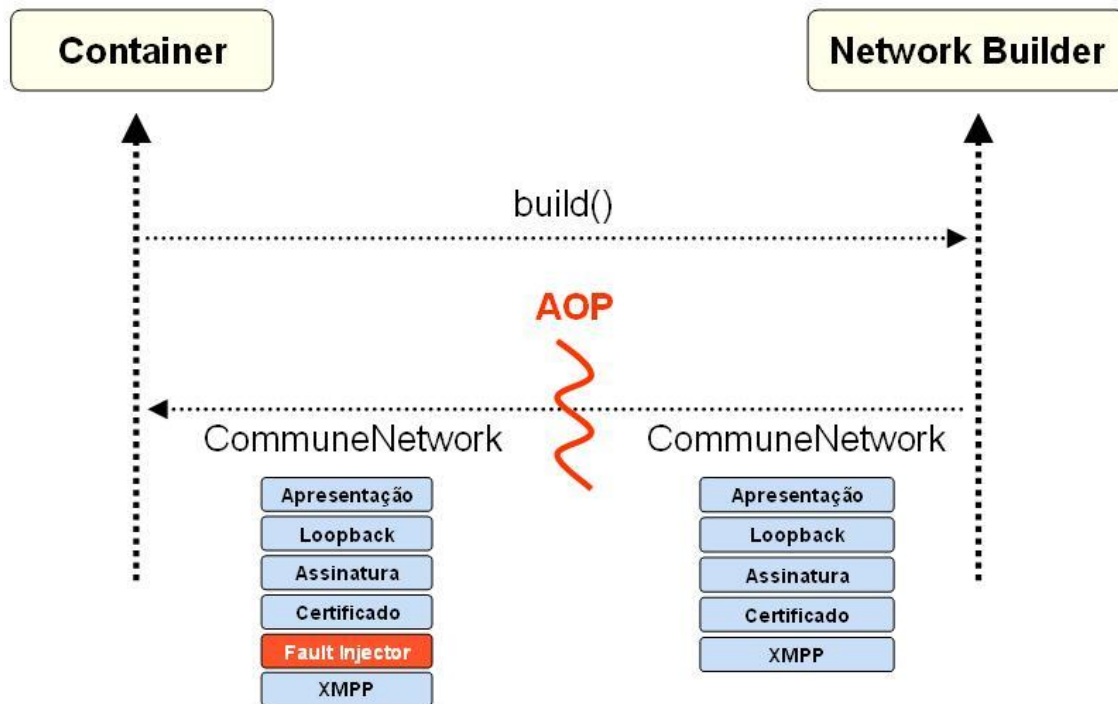 Container
Network Builder
build()
AOP
CommuneNetwork
CommuneNetwork
Apresentação
Loopback
Assinatura
Certificado
Fault Injector
XMPP
Apresentação
Loopback
Assinatura
Certificado
XMPP